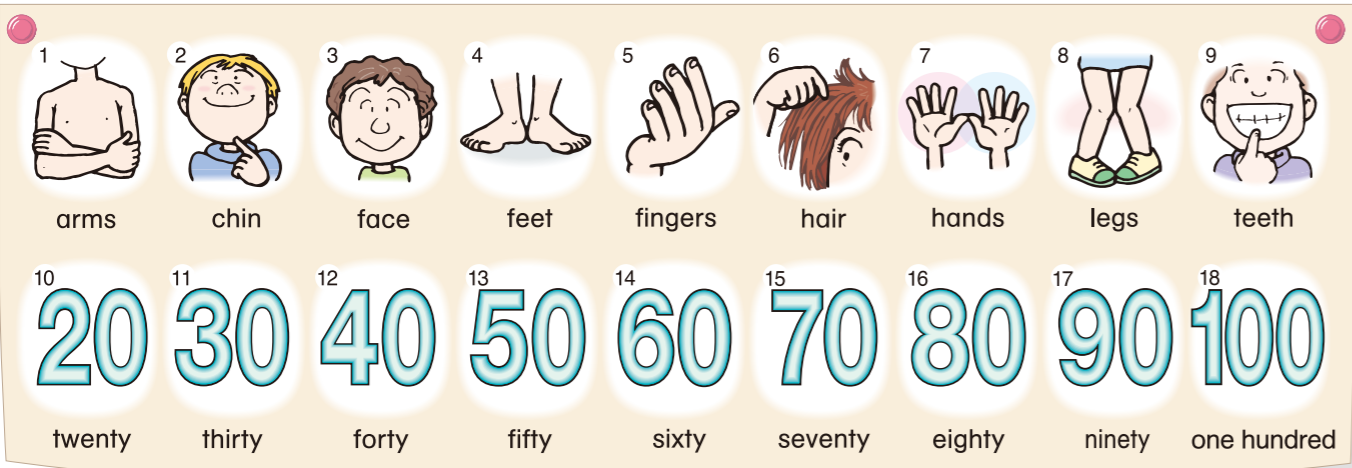 1 2 3 4 5 6 7 8 9
arms chin face feet fingers hair hands legs teeth
10 11 12 13 14 15 16 17 18
20 30 40 50 60 70 80 90 100
twenty thirty forty fifty sixty seventy eighty ninety one hundred